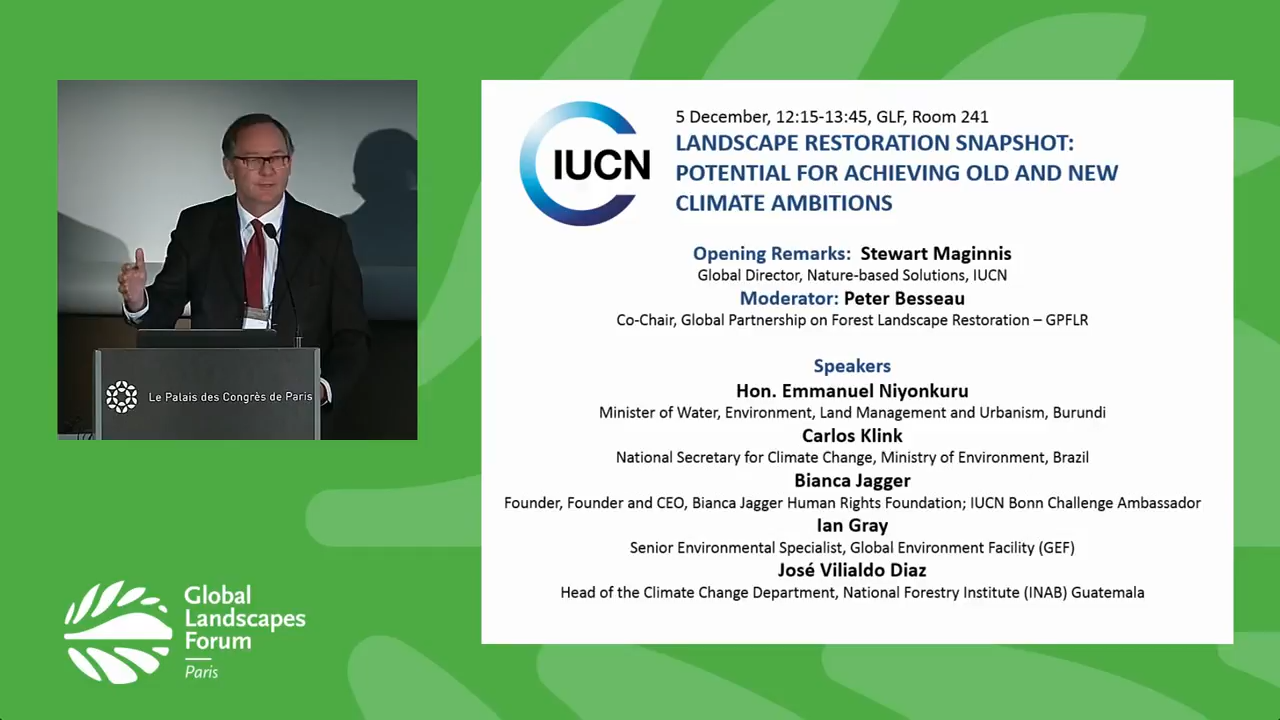 Le Palais des Congrès de Paris
IUCN
5 December, 12:15-13:45, GLF, Room 241
LANDSCAPE RESTORATION SNAPSHOT:
POTENTIAL FOR ACHIEVING OLD AND NEW
CLIMATE AMBITIONS
Opening Remarks: Stewart Maginnis
Global Director, Nature-based Solutions, IUCN
Moderator: Peter Besseau
Co-Chair, Global Partnership on Forest Landscape Restoration – GPFLR
Speakers
Hon. Emmanuel Niyonkuru
Minister of Water, Environment, Land Management and Urbanism, Burundi
Carlos Klink
National Secretary for Climate Change, Ministry of Environment, Brazil
Bianca Jagger
Founder, Founder and CEO, Bianca Jagger Human Rights Foundation; IUCN Bonn Challenge Ambassador
Ian Gray
Senior Environmental Specialist, Global Environment Facility (GEF)
José Vilialdo Diaz
Head of the Climate Change Department, National Forestry Institute (INAB) Guatemala
Global
Landscapes
Forum
Paris